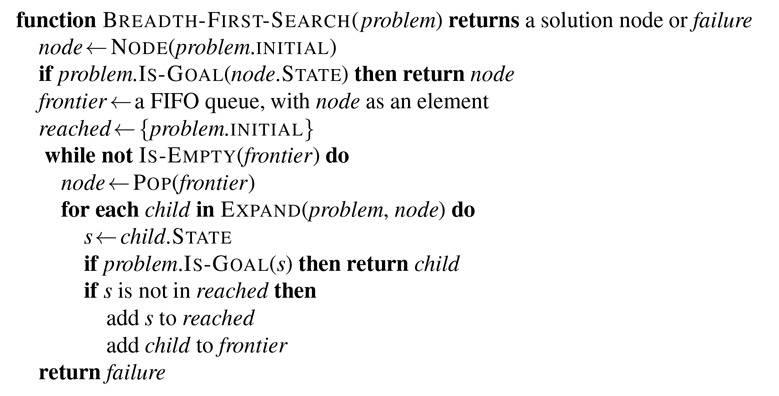 function BREADTH-FIRST-SEARCH(problem) returns a solution node or failure
node←NODE(problem.INITIAL)
if problem.IS-GOAL(node.STATE) then return node
frontier←a FIFO queue, with node as an element
reached←{problem.INITIAL}
while not IS-EMPTY(frontier) do
node←POP(frontier)
for each child in EXPAND(problem, node) do
s←child.STATE
if problem.IS-GOAL(s) then return child
if s is not in reached then
add s to reached
add child to frontier
return failure